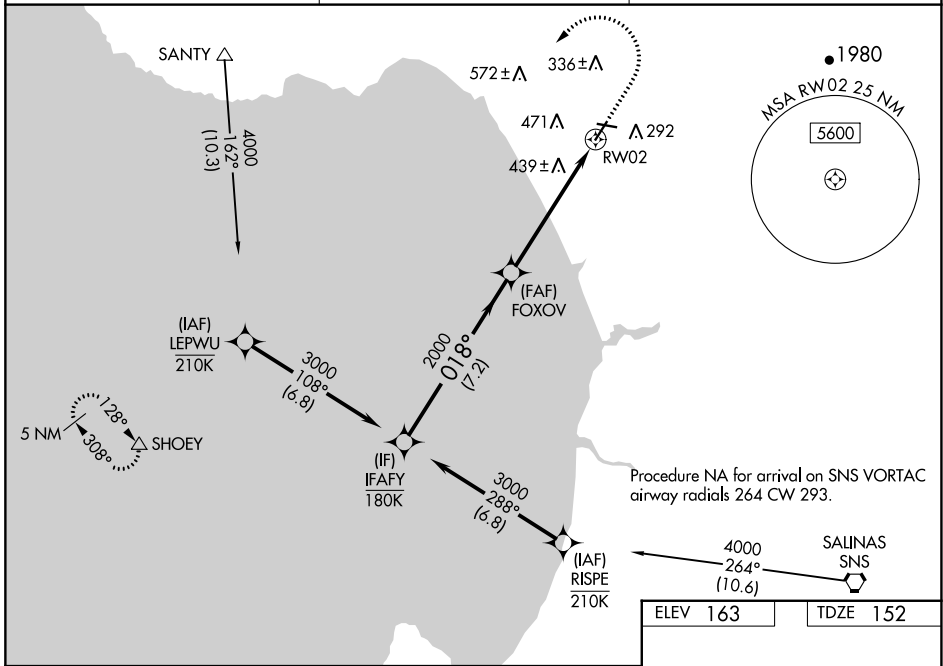 SANTY
4000
162°
(10.3)
572±
336±
471
292
439±
RW02
1980
MSA RW02 25 NM
5600
(FAF)
FOXOV
(IAF)
LEPWU
210K
3000
108°
(6.8)
2000
018°
(7.2)
5 NM
128°
308°
SHOEY
(IF)
IFAFY
180K
3000
288°
(6.8)
Procedure NA for arrival on SNS VORTAC
airway radials 264 CW 293.
(IAF)
RISPE
210K
4000
264°
(10.6)
SALINAS
SNS
ELEV 163
TDZE 152